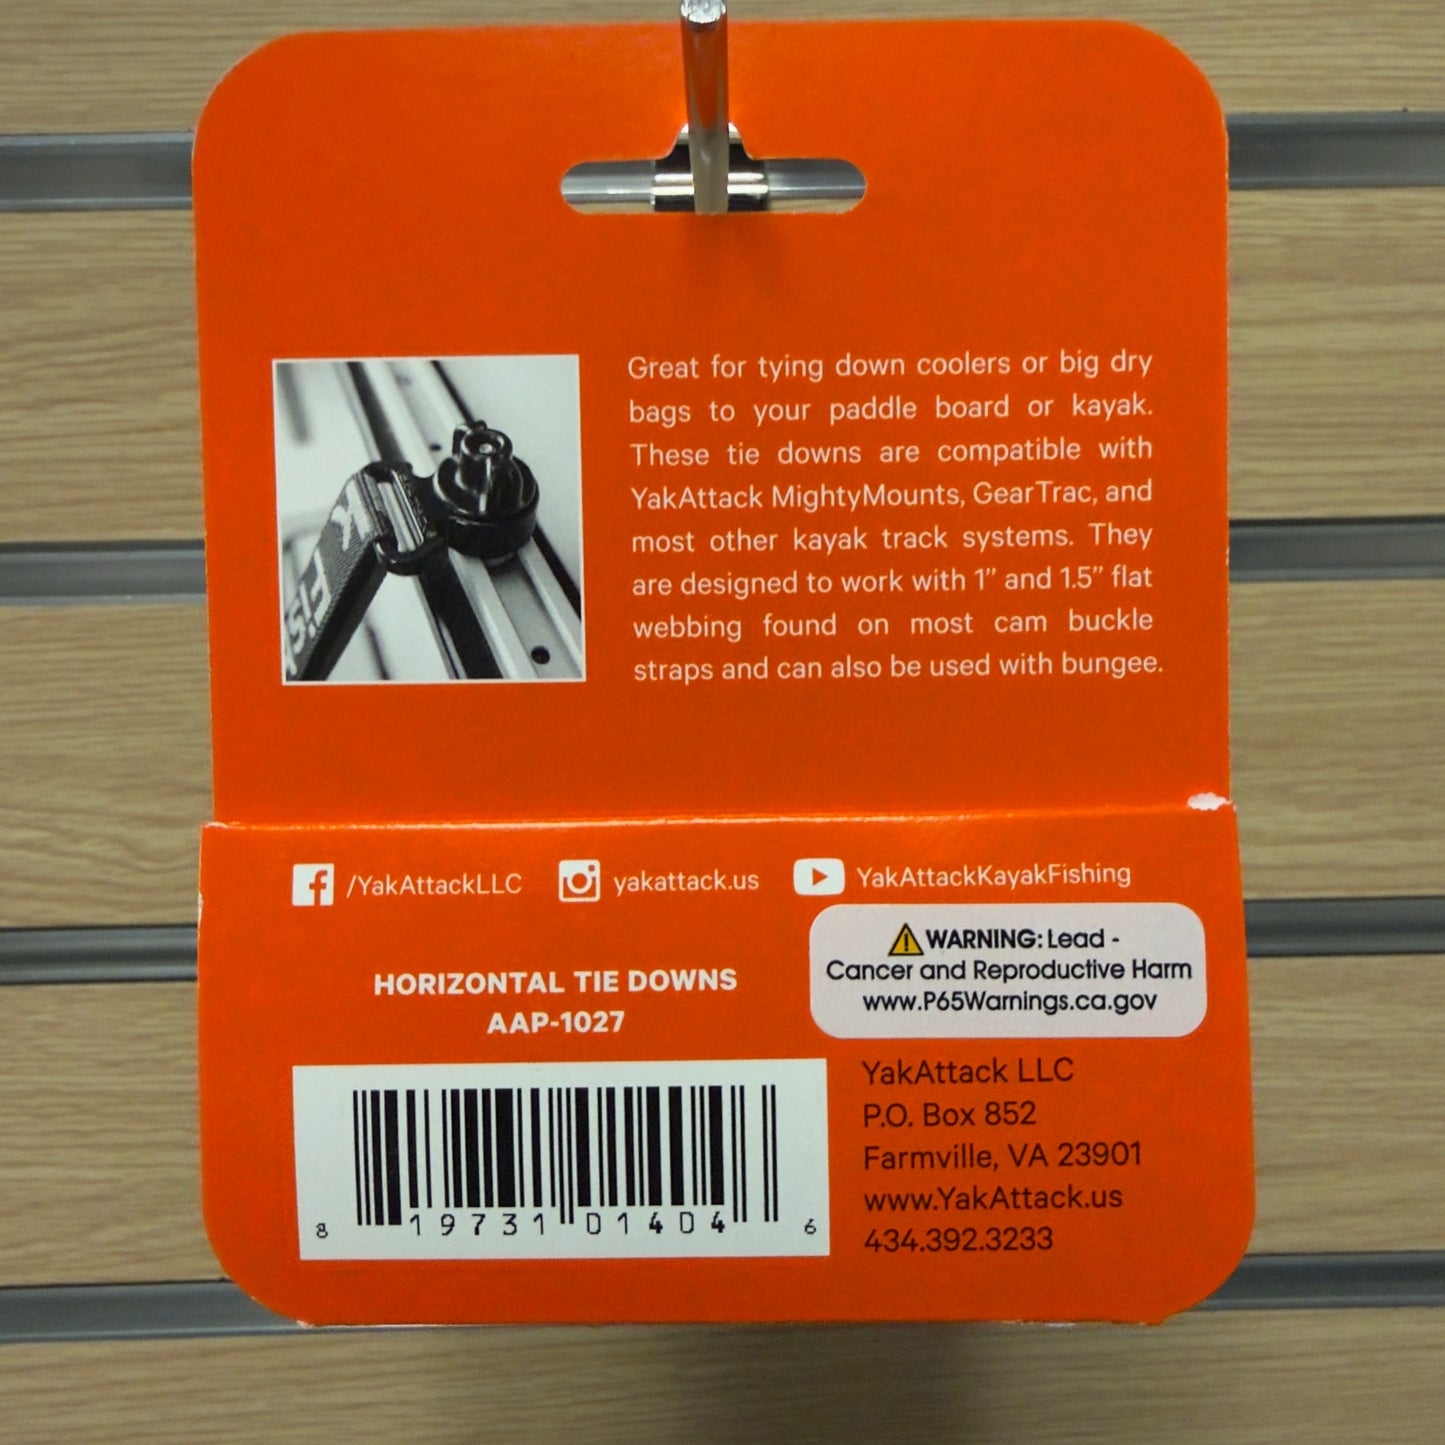 Great for tying down coolers or big dry
bags to your paddle board or kayak.
These tie downs are compatible with
YakAttack MightyMounts, GearTrac, and
most other kayak track systems. They
are designed to work with 1” and 1.5” flat
webbing found on most cam buckle
straps and can also be used with bungee.
/YakAttackLLC yakattack.us YakAttackKayakFishing
HORIZONTAL TIE DOWNS
AAP-1027
WARNING: Lead -
Cancer and Reproductive Harm
www.P65Warnings.ca.gov
8 19731 01404 6
YakAttack LLC
P.O. Box 852
Farmville, VA 23901
www.YakAttack.us
434.392.3233